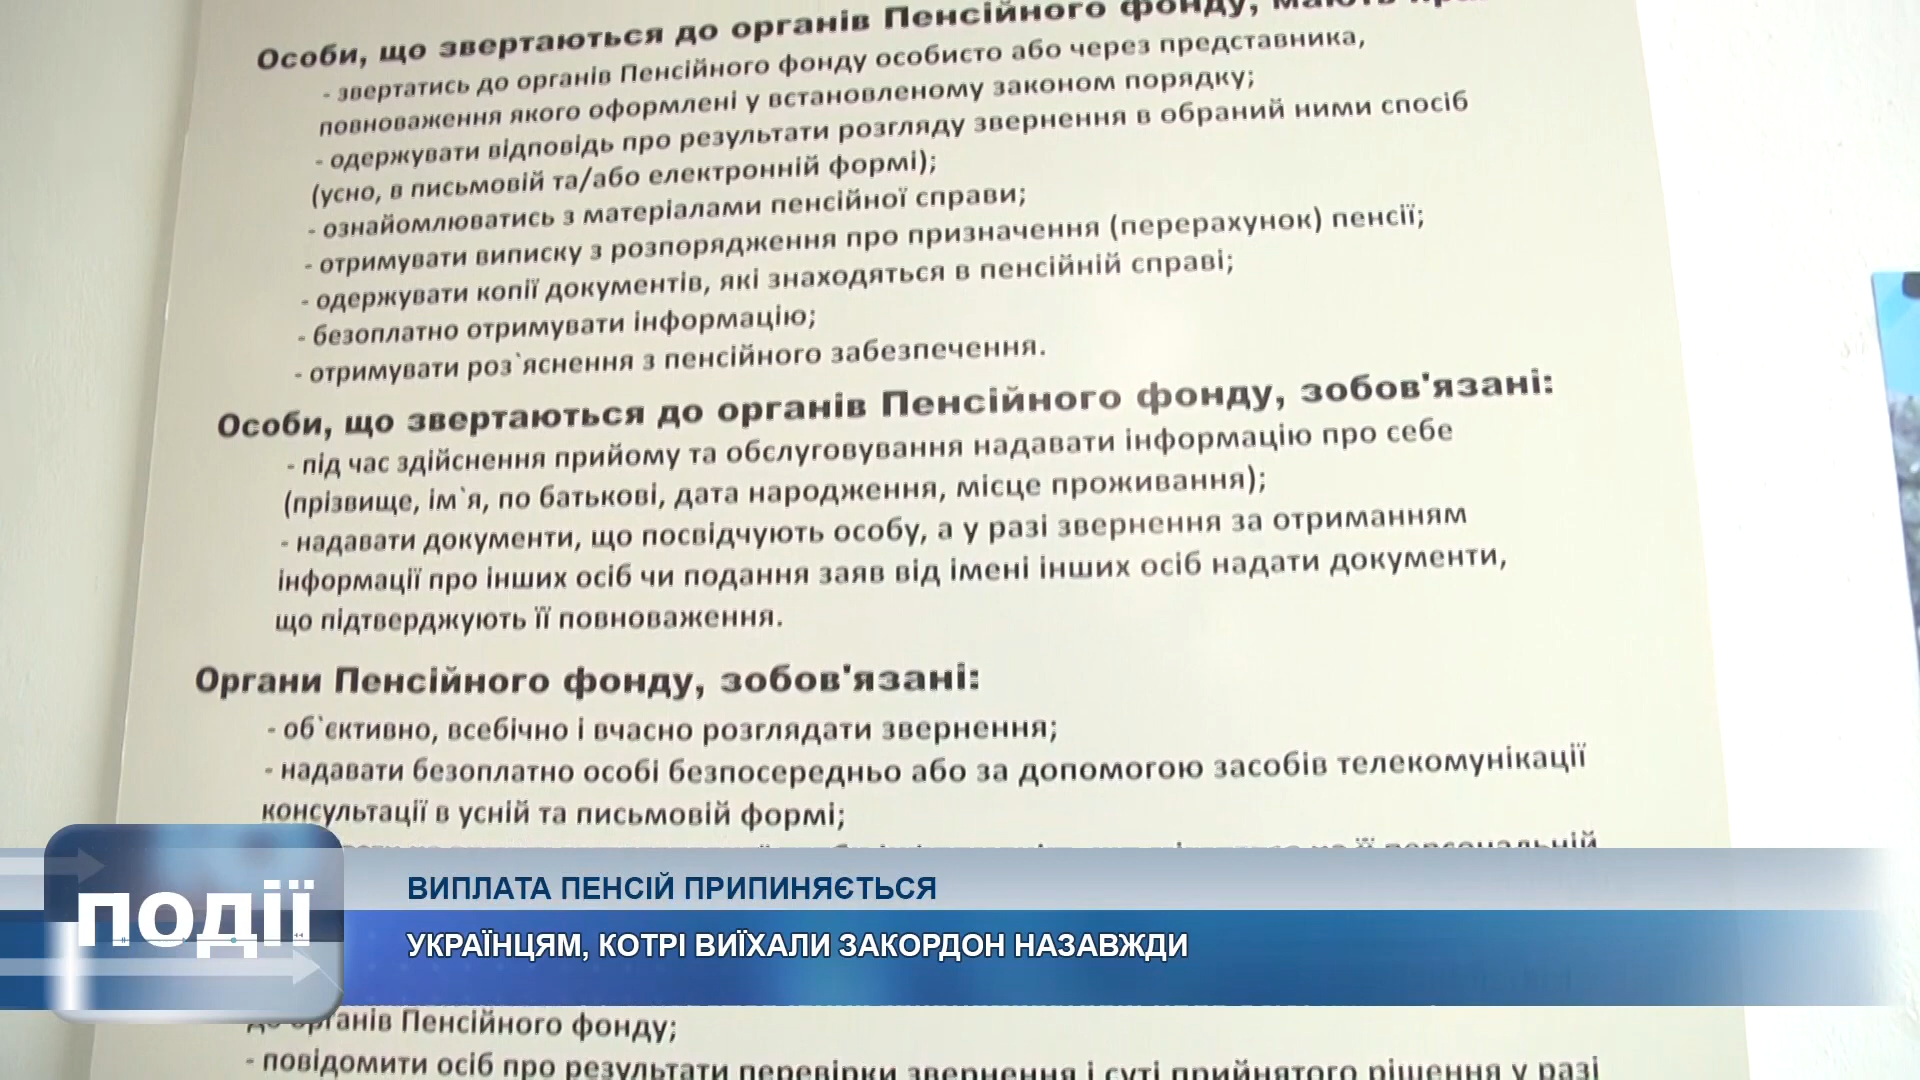 Особи, що звертаються до органів Пенсійного фонду, мають
- звертатись до органів Пенсійного фонду особисто або через представника,
повноваження якого оформлені у встановленому законом порядку;
- одержувати відповідь про результати розгляду звернення в обраний ними спосіб
(усно, в письмовій та/або електронній формі);
- ознайомлюватись з матеріалами пенсійної справи;
- отримувати виписку з розпорядження про призначення (перерахунок) пенсії;
- одержувати копії документів, які знаходяться в пенсійній справі;
- безоплатно отримувати інформацію;
- отримувати роз`яснення з пенсійного забезпечення.
Особи, що звертаються до органів Пенсійного фонду, зобов'язані:
- під час здійснення прийому та обслуговування надавати інформацію про себе
(прізвище, ім`я, по батькові, дата народження, місце проживання);
- надавати документи, що посвідчують особу, а у разі звернення за отриманням
інформації про інших осіб чи подання заяв від імені інших осіб надати документи,
що підтверджують її повноваження.
Органи Пенсійного фонду, зобов'язані:
- об`єктивно, всебічно і вчасно розглядати звернення;
- надавати безоплатно особі безпосередньо або за допомогою засобів телекомунікації
консультації в усній та письмовій формі;
персональній
події
ВИПЛАТА ПЕНСІЙ ПРИПИНЯЄТЬСЯ
УКРАЇНЦЯМ, КОТРІ ВИЇХАЛИ ЗАКОРДОН НАЗАВЖДИ
до органів Пенсійного фонду;
- повідомити осіб про результати перевірки звернення і суті прийнятого рішення у разі